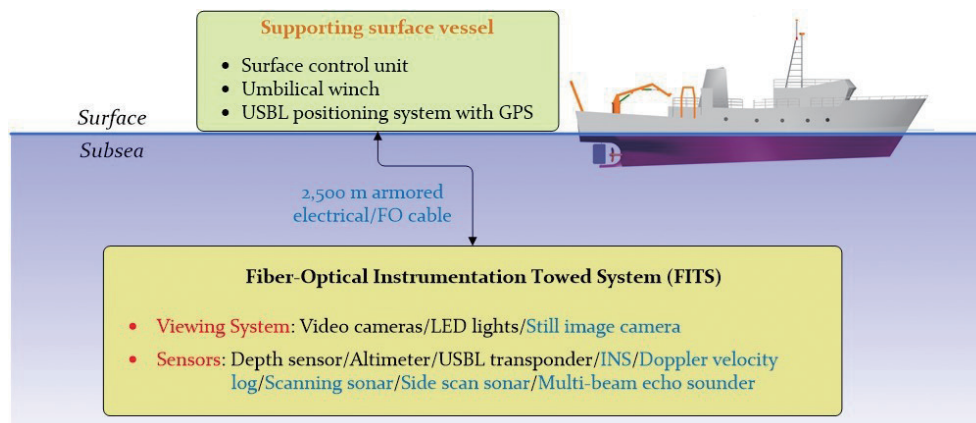 Supporting surface vessel
• Surface control unit
• Umbilical winch
• USBL positioning system with GPS
Surface
Subsea
2,500 m armored
electrical/FO cable
Fiber-Optical Instrumentation Towed System (FITS)
• Viewing System: Video cameras/LED lights/Still image camera
• Sensors: Depth sensor/Altimeter/USBL transponder/INS/Doppler velocity
log/Scanning sonar/Side scan sonar/Multi-beam echo sounder